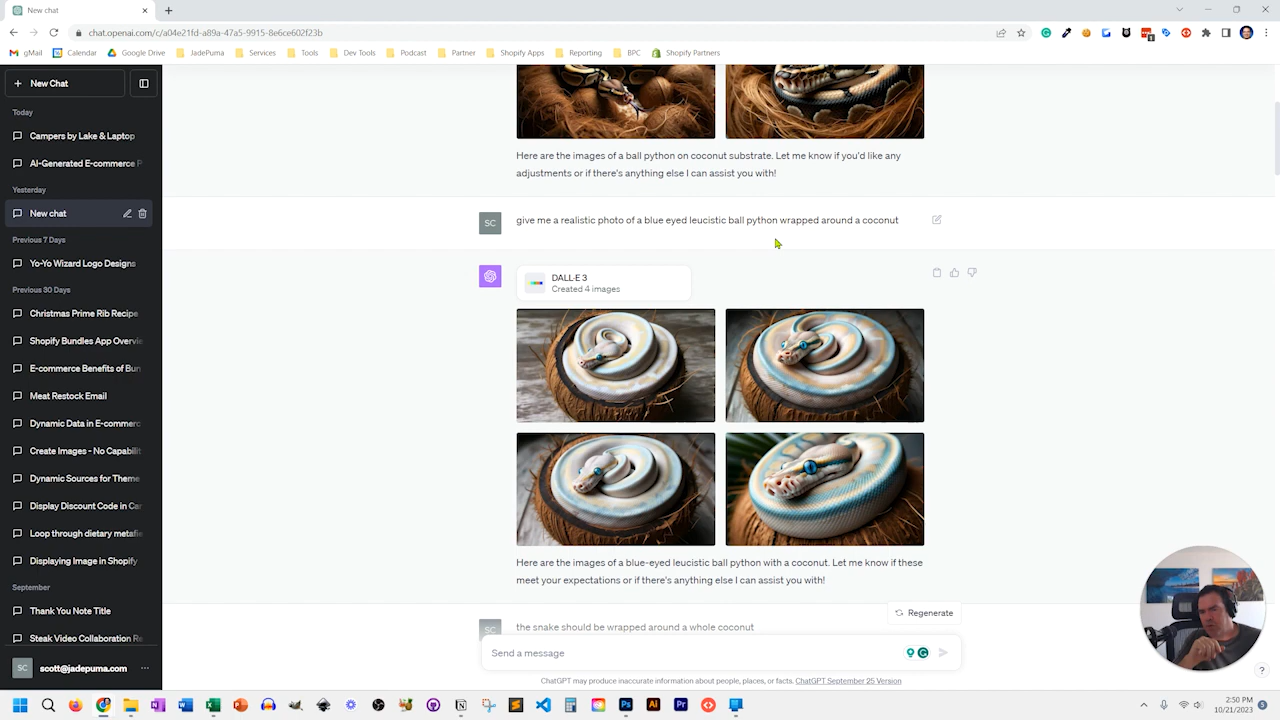 New chat
chat.openai.com/c/a04e21fd-a89a-47a5-9915-8e6ce602f23b
gMail
Calendar
Google Drive
JadePuma
Services
Tools
Dev Tools
Podcast
Partner
Shopify Apps
Reporting
BPC
Shopify Partners
New Chat
Today
Campers by Lake & Laptop
AI-Generated E-commerce P
Yesterday
New chat
Previous 7 Days
Yo-Yo Wizard Logo Designs
Previous 30 Days
Christmas Prime Rib Recipe
Shopify Bundles App Overvie
E-commerce Benefits of Bun
Meat Restock Email
Dynamic Data in E-commerc
Create Images - No Capabilit
Dynamic Sources for Theme
Display Discount Code in Car
Loop through dietary metafie
Displaying Image in Shopify
September
Thank You Note Title
Steak Video Collaboration Re
SC
scott@jadepuma.com
Here are the images of a ball python on coconut substrate. Let me know if you'd like any
adjustments or if there's anything else I can assist you with!
SC
give me a realistic photo of a blue eyed leucistic ball python wrapped around a coconut
DALL·E 3
Created 4 images
Here are the images of a blue-eyed leucistic ball python with a coconut. Let me know if these
meet your expectations or if there's anything else I can assist you with!
Regenerate
SC
the snake should be wrapped around a whole coconut
Send a message
ChatGPT may produce inaccurate information about people, places, or facts. ChatGPT September 25 Version
?
2:50 PM
10/21/2023